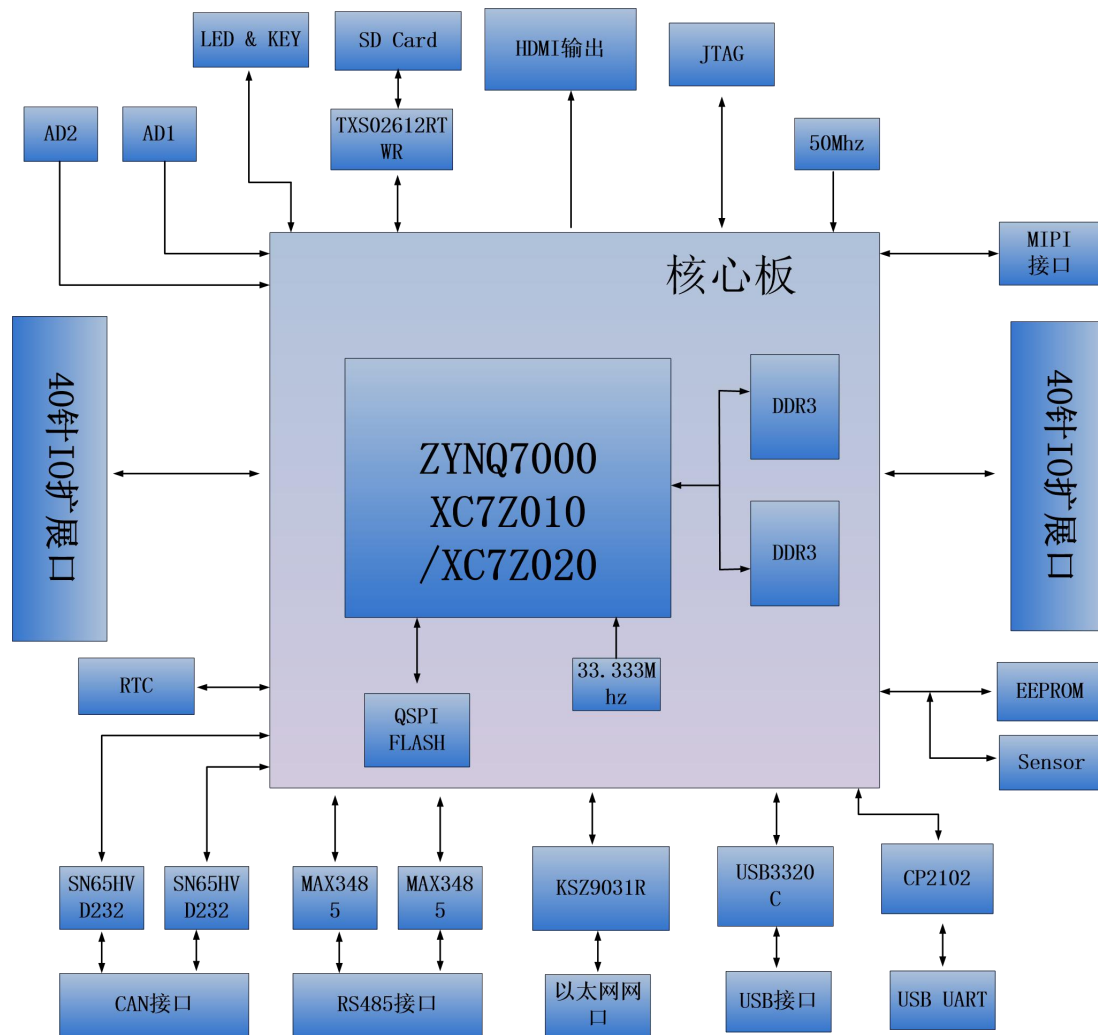 LED & KEY
SD Card
HDMI输出
JTAG
AD2
AD1
TXS02612RT
WR
50Mhz
MIPI
接口
核心板
40针IO扩展口
ZYNQ7000
XC7Z010
/XC7Z020
DDR3
DDR3
40针IO扩展口
RTC
33.333M
hz
QSPI
FLASH
EEPROM
Sensor
SN65HV
D232
SN65HV
D232
MAX348
5
MAX348
5
KSZ9031R
USB3320
C
CP2102
CAN接口
RS485接口
以太网网
口
USB接口
USB UART